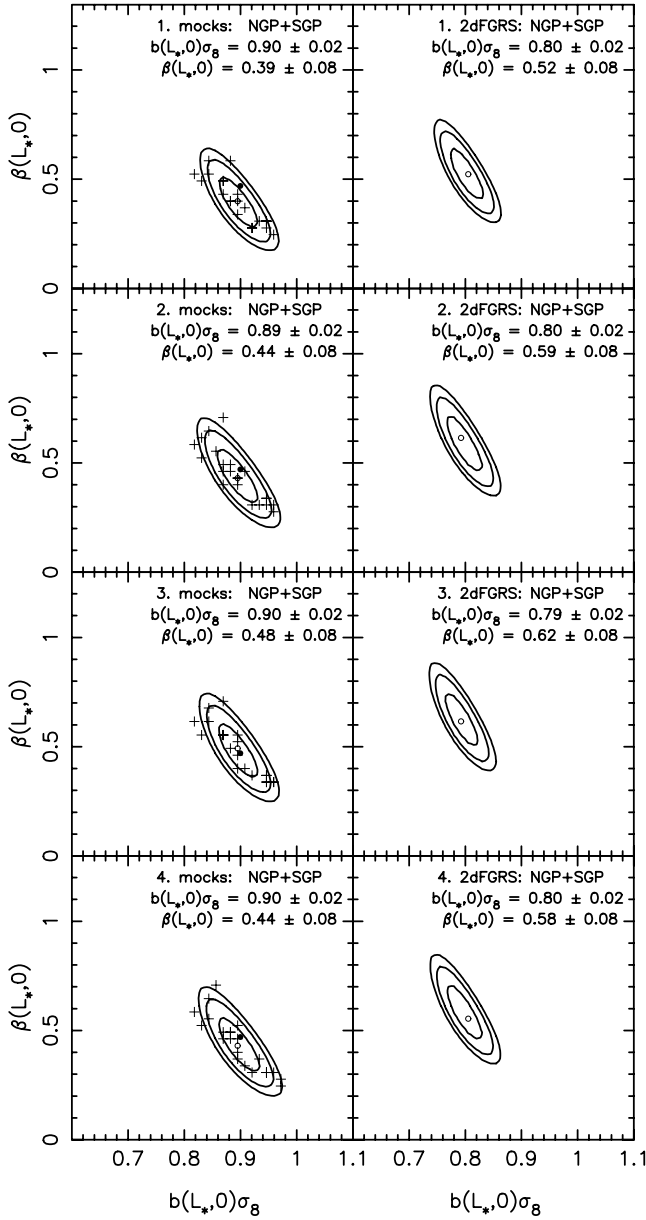 1. mocks: NGP+SGP
b(L*,0)σ8 = 0.90 ± 0.02
β(L*,0) = 0.39 ± 0.08
1. 2dFGRS: NGP+SGP
b(L*,0)σ8 = 0.80 ± 0.02
β(L*,0) = 0.52 ± 0.08
β(L*,0)
1
0.5
0
2. mocks: NGP+SGP
b(L*,0)σ8 = 0.89 ± 0.02
β(L*,0) = 0.44 ± 0.08
2. 2dFGRS: NGP+SGP
b(L*,0)σ8 = 0.80 ± 0.02
β(L*,0) = 0.59 ± 0.08
β(L*,0)
1
0.5
0
3. mocks: NGP+SGP
b(L*,0)σ8 = 0.90 ± 0.02
β(L*,0) = 0.48 ± 0.08
3. 2dFGRS: NGP+SGP
b(L*,0)σ8 = 0.79 ± 0.02
β(L*,0) = 0.62 ± 0.08
β(L*,0)
1
0.5
0
4. mocks: NGP+SGP
b(L*,0)σ8 = 0.90 ± 0.02
β(L*,0) = 0.44 ± 0.08
4. 2dFGRS: NGP+SGP
b(L*,0)σ8 = 0.80 ± 0.02
β(L*,0) = 0.58 ± 0.08
β(L*,0)
1
0.5
0
0.7 0.8 0.9 1 1.1 0.7 0.8 0.9 1 1.1
b(L*,0)σ8 b(L*,0)σ8